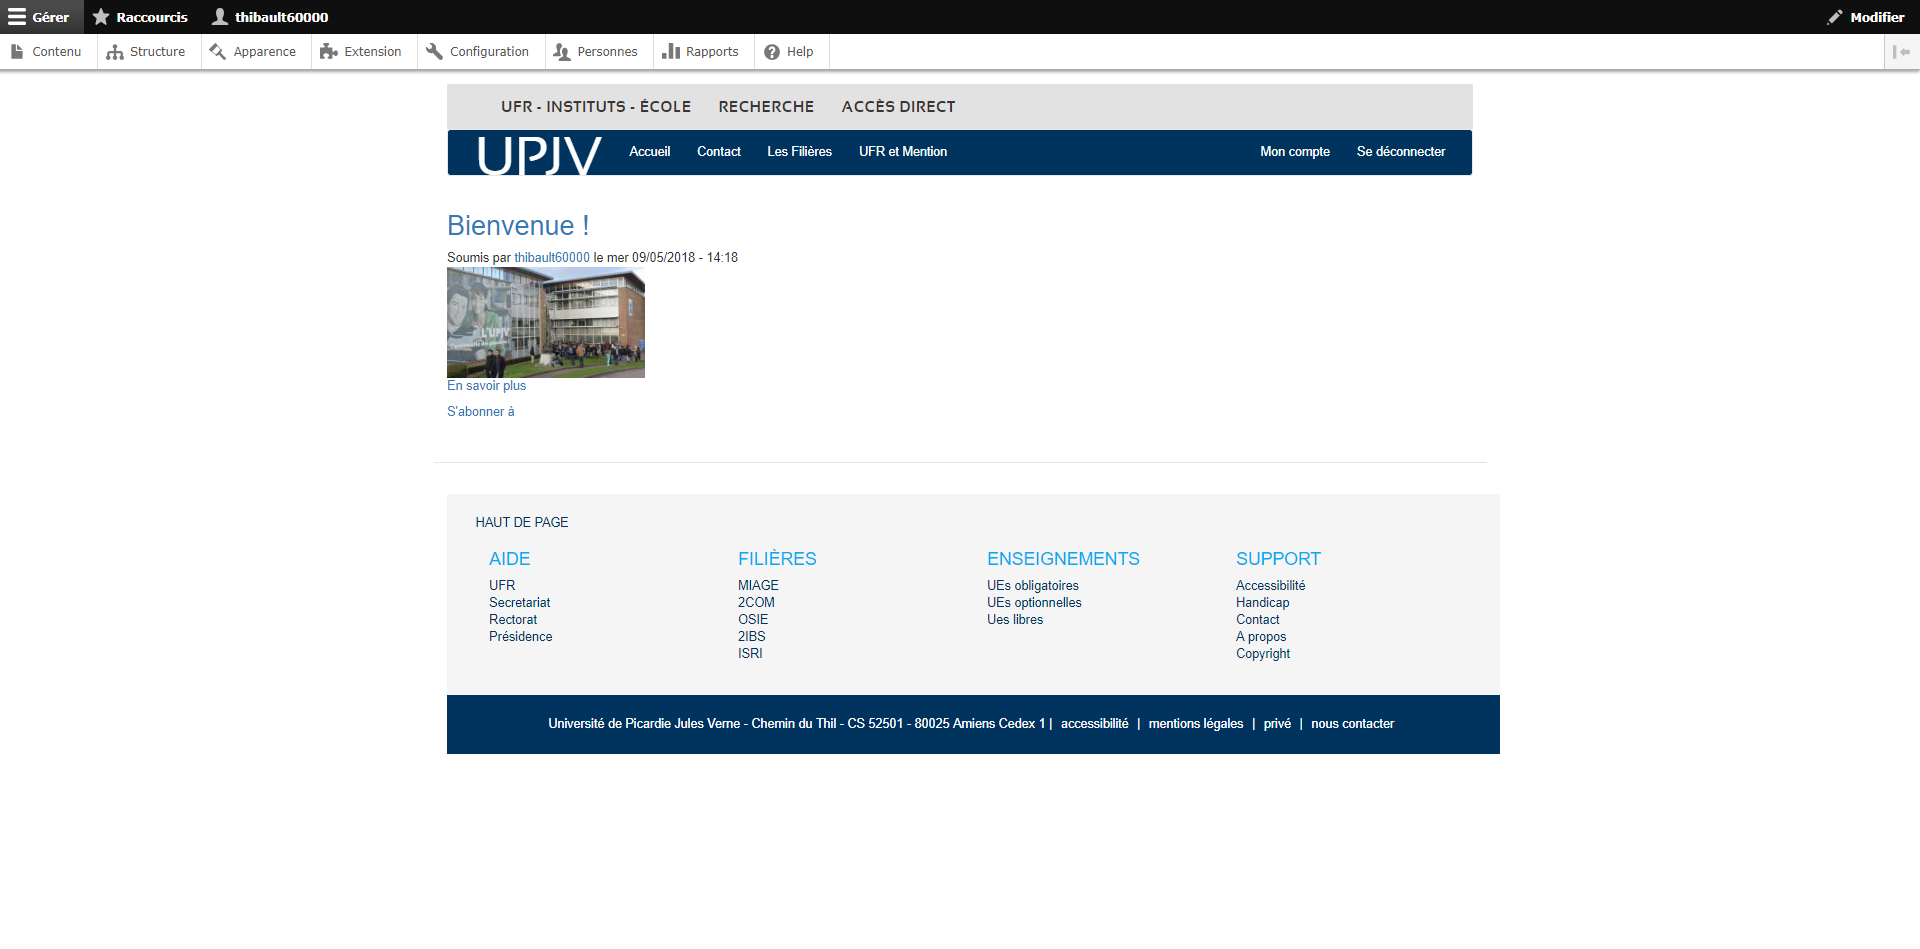 Gérer Raccourcis thibault60000 Modifier
Contenu Structure Apparence Extension Configuration Personnes Rapports Help
UFR - INSTITUTS - ÉCOLE RECHERCHE ACCÈS DIRECT
UPJV Accueil Contact Les Filières UFR et Mention Mon compte Se déconnecter
Bienvenue !
Soumis par thibault60000 le mer 09/05/2018 - 14:18
L'UPJV
En savoir plus
S'abonner à
HAUT DE PAGE
AIDE
UFR
Secretariat
Rectorat
Présidence
FILIÈRES
MIAGE
2COM
OSIE
2IBS
ISRI
ENSEIGNEMENTS
UEs obligatoires
UEs optionnelles
Ues libres
SUPPORT
Accessibilité
Handicap
Contact
A propos
Copyright
Université de Picardie Jules Verne - Chemin du Thil - CS 52501 - 80025 Amiens Cedex 1 | accessibilité | mentions légales | privé | nous contacter